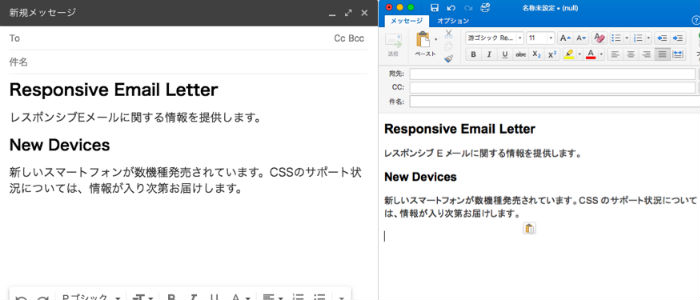 新規メッセージ
To
Cc Bcc
件名
Responsive Email Letter
レスポンシブEメールに関する情報を提供します。
New Devices
新しいスマートフォンが数機種発売されています。CSSのサポート状
況については、情報が入り次第お届けします。
Pゴシック
B I U A
名称未設定 • (null)
メッセージ
オプション
送信
ペースト
游ゴシック Re...
11
B I U abc X₂ X²
宛先:
CC:
件名:
Responsive Email Letter
レスポンシブ E メールに関する情報を提供します。
New Devices
新しいスマートフォンが数機種発売されています。CSS のサポート状況について
は、情報が入り次第お届けします。